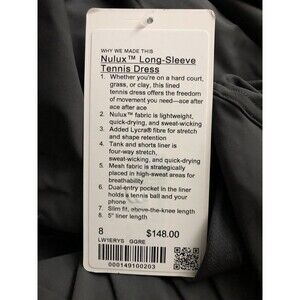 WHY WE MADE THIS
Nulux™ Long-Sleeve
Tennis Dress
1. Whether you're on a hard court,
grass, or clay, this lined
tennis dress offers the freedom
of movement you need—ace after
ace after ace
2. Nulux™ fabric is lightweight,
quick-drying, and sweat-wicking
3. Added Lycra® fibre for stretch
and shape retention
4. Tank and shorts liner is
four-way stretch,
sweat-wicking, and quick-drying
5. Mesh fabric is strategically
placed in high-sweat areas for
breathability
6. Dual-entry pocket in the liner
holds a tennis ball and your
phone
7. Slim fit, above-the-knee length
8. 5" liner length
8 $148.00
LW1ERYS GGRE
000149100203